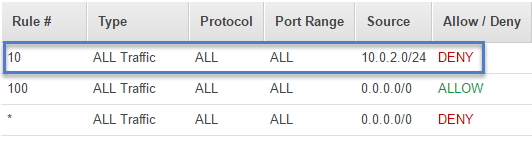 Rule # Type Protocol Port Range Source Allow / Deny
10 ALL Traffic ALL ALL 10.0.2.0/24 DENY
100 ALL Traffic ALL ALL 0.0.0.0/0 ALLOW
* ALL Traffic ALL ALL 0.0.0.0/0 DENY